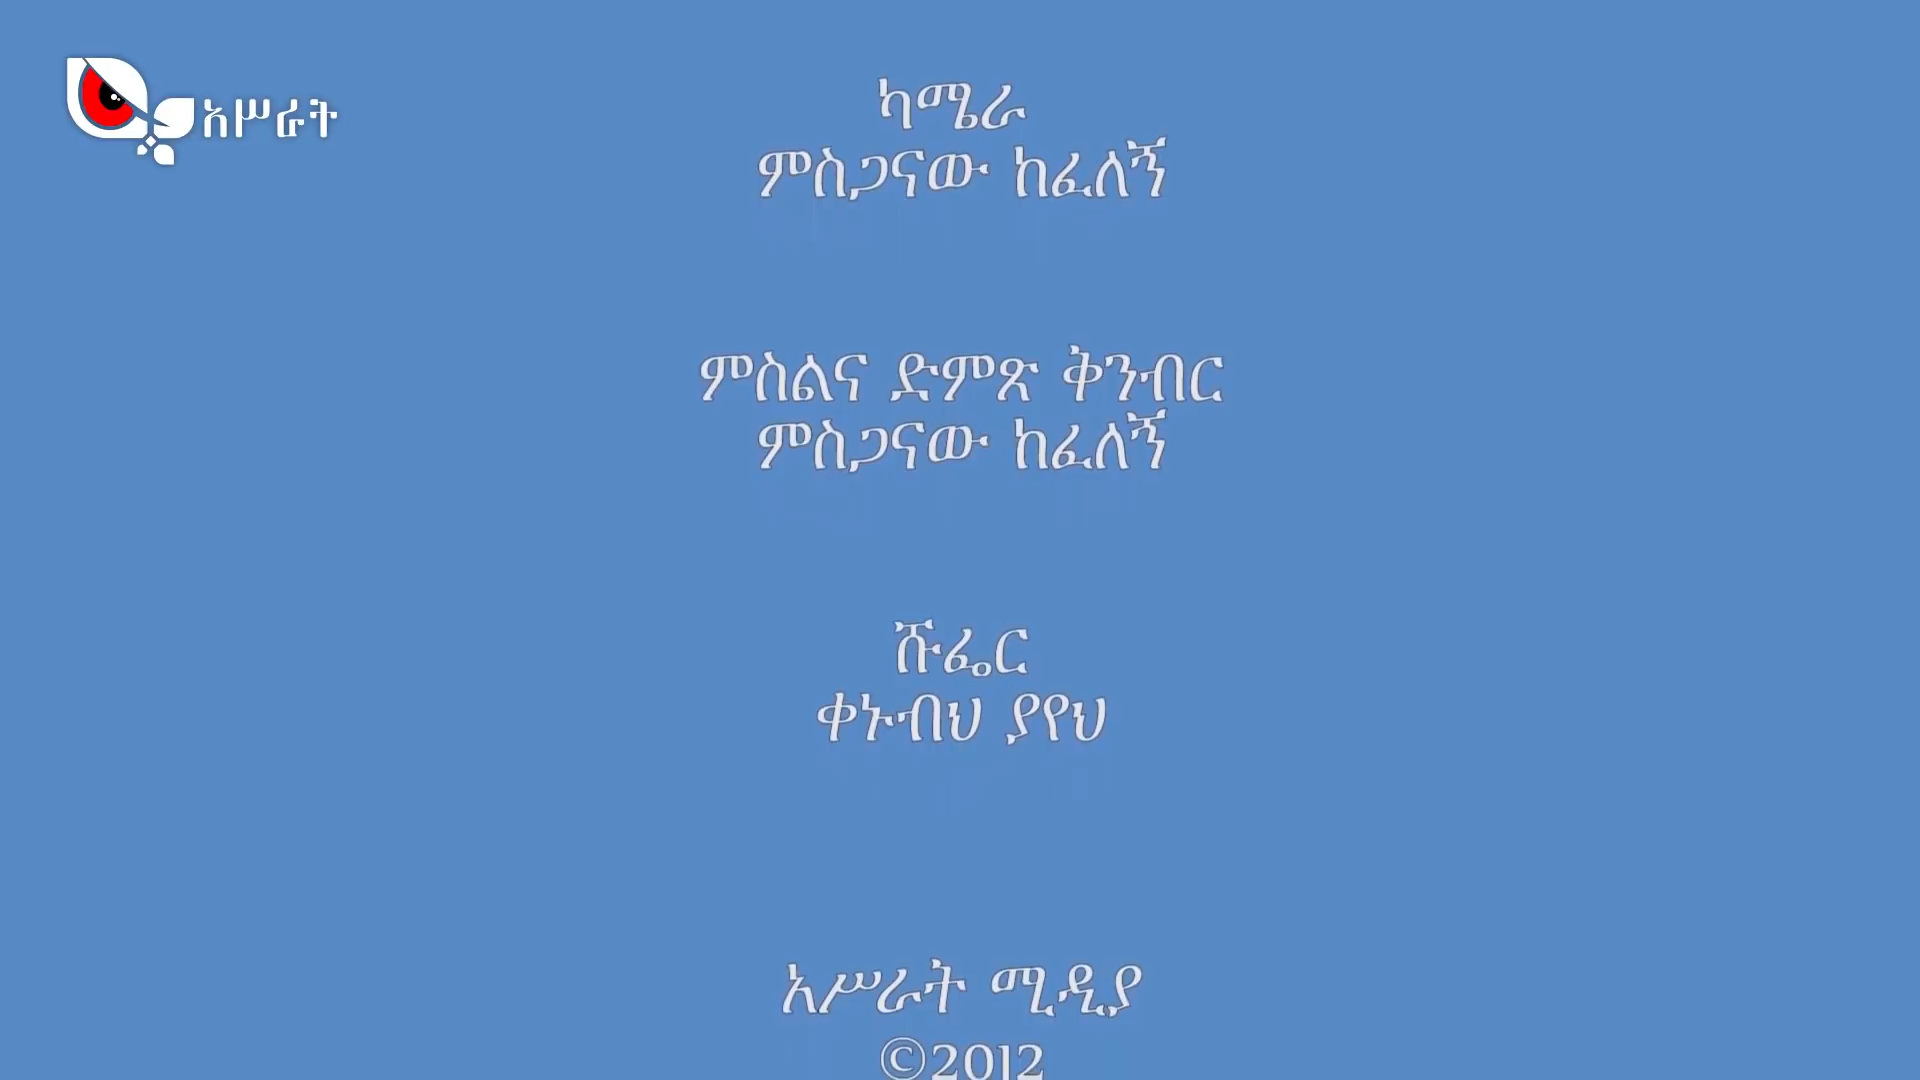 አሥራት
ካሜራ
ምስጋናው ከፈለኝ
ምስልና ድምጽ ቅንብር
ምስጋናው ከፈለኝ
ሹፌር
ቀኑብህ ያየህ
አሥራት ሚዲያ
©2012